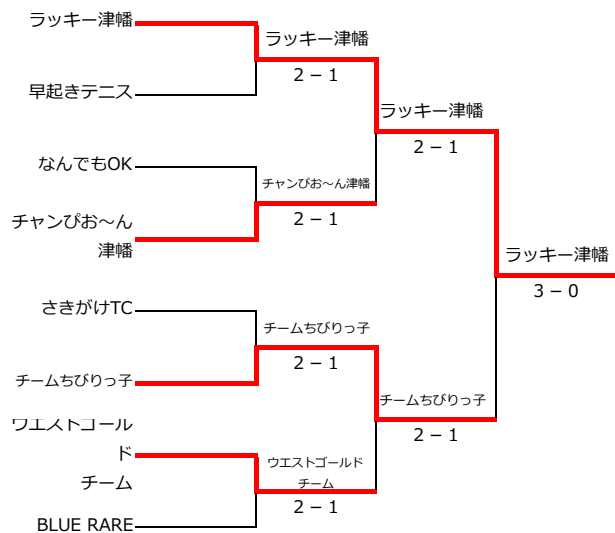 ラッキー津幡
ラッキー津幡
2 − 1
早起きテニス
ラッキー津幡
2 − 1
なんでもOK
チャンぴお～ん津幡
2 − 1
チャンぴお～ん
津幡
ラッキー津幡
3 − 0
さきがけTC
チームちびりっ子
2 − 1
チームちびりっ子
チームちびりっ子
2 − 1
ウエストゴール
ド
チーム
ウエストゴールド
チーム
2 − 1
BLUE RARE